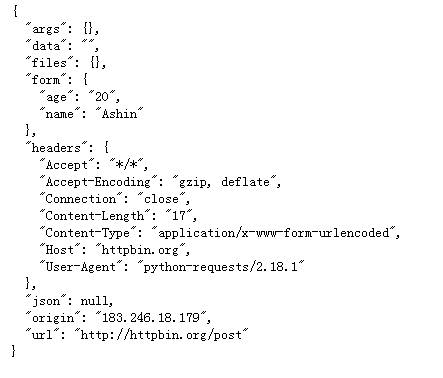 {
  "args": {},
  "data": "",
  "files": {},
  "form": {
    "age": "20",
    "name": "Ashin"
  },
  "headers": {
    "Accept": "*/*",
    "Accept-Encoding": "gzip, deflate",
    "Connection": "close",
    "Content-Length": "17",
    "Content-Type": "application/x-www-form-urlencoded",
    "Host": "httpbin.org",
    "User-Agent": "python-requests/2.18.1"
  },
  "json": null,
  "origin": "183.246.18.179",
  "url": "http://httpbin.org/post"
}